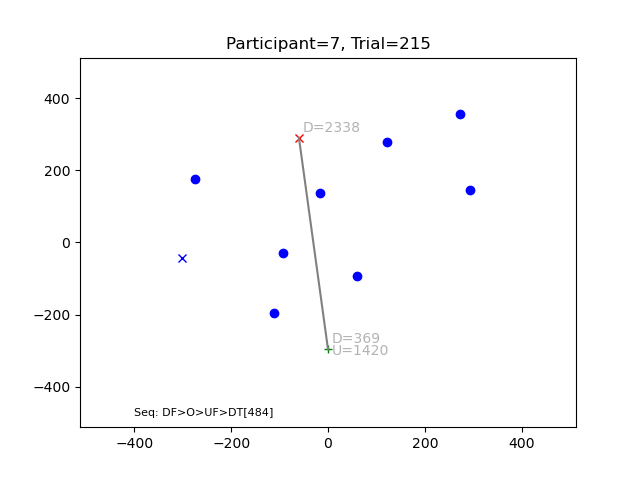 Participant=7, Trial=215
400
200
0
−200
−400
D=2338
D=369
U=1420
Seq: DF>O>UF>DT[484]
−400 −200 0 200 400